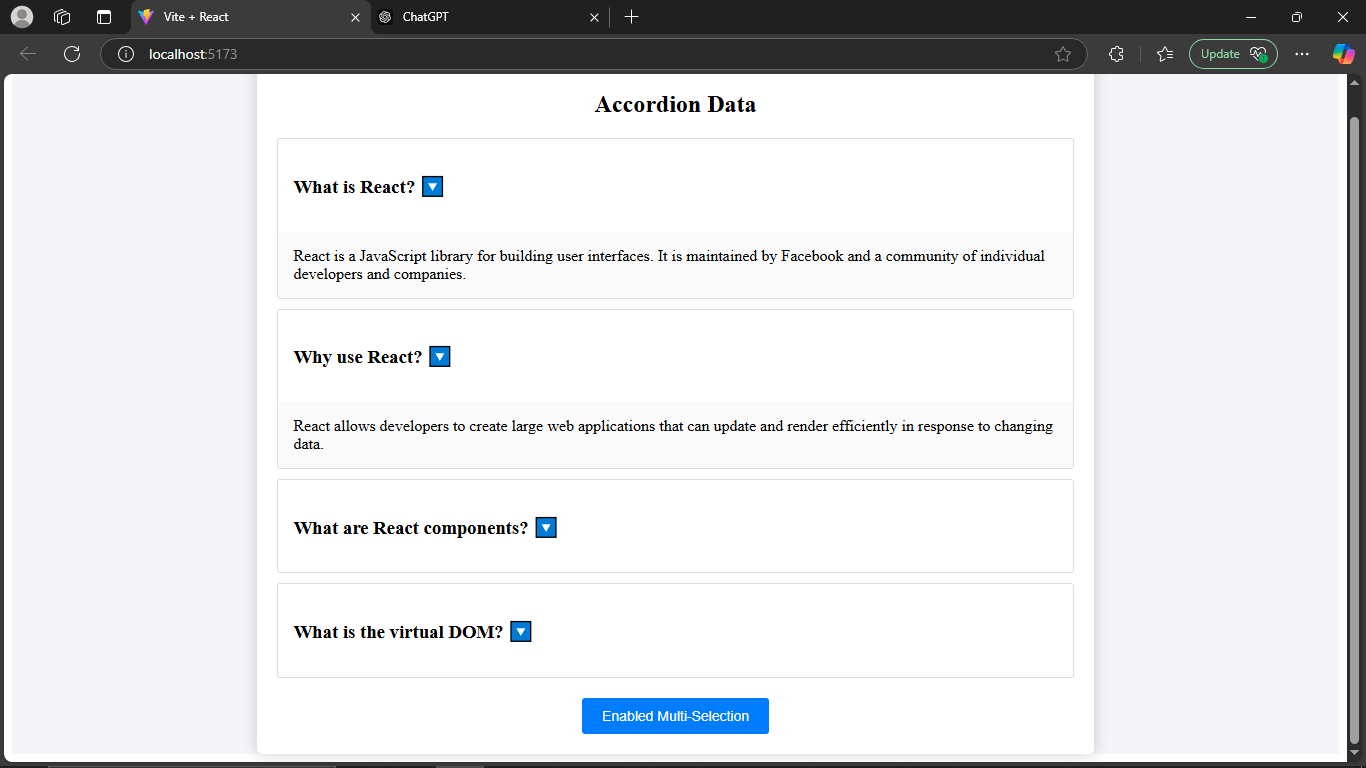 Vite + React
ChatGPT
localhost:5173
Update
Accordion Data
What is React? 🔽
React is a JavaScript library for building user interfaces. It is maintained by Facebook and a community of individual
developers and companies.
Why use React? 🔽
React allows developers to create large web applications that can update and render efficiently in response to changing
data.
What are React components? 🔽
What is the virtual DOM? 🔽
Enabled Multi-Selection